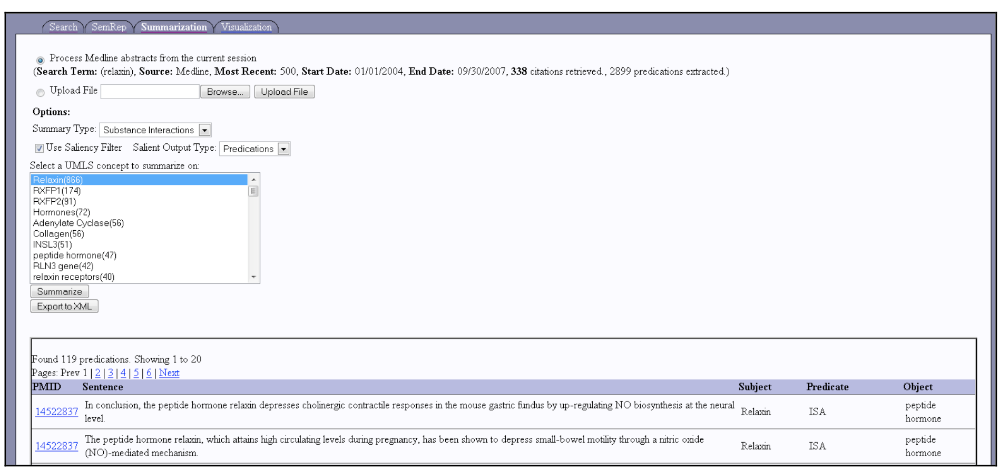 Search SemRep Summarization Visualization
Process Medline abstracts from the current session
(Search Term: (relaxin), Source: Medline, Most Recent: 500, Start Date: 01/01/2004, End Date: 09/30/2007, 338 citations retrieved., 2899 predications extracted.)
Upload File Browse... Upload File
Options:
Summary Type: Substance Interactions
Use Saliency Filter Salient Output Type: Predications
Select a UMLS concept to summarize on:
Relaxin(866)
RXFP1(174)
RXFP2(91)
Hormones(72)
Adenylate Cyclase(56)
Collagen(56)
INSL3(51)
peptide hormone(47)
RLN3 gene(42)
relaxin receptors(40)
Summarize
Export to XML
Found 119 predications. Showing 1 to 20
Pages: Prev 1 | 2 | 3 | 4 | 5 | 6 | Next
PMID Sentence Subject Predicate Object
14522837 In conclusion, the peptide hormone relaxin depresses cholinergic contractile responses in the mouse gastric fundus by up-regulating NO biosynthesis at the neural
level. Relaxin ISA peptide
hormone
14522837 The peptide hormone relaxin, which attains high circulating levels during pregnancy, has been shown to depress small-bowel motility through a nitric oxide
(NO)-mediated mechanism. Relaxin ISA peptide
hormone